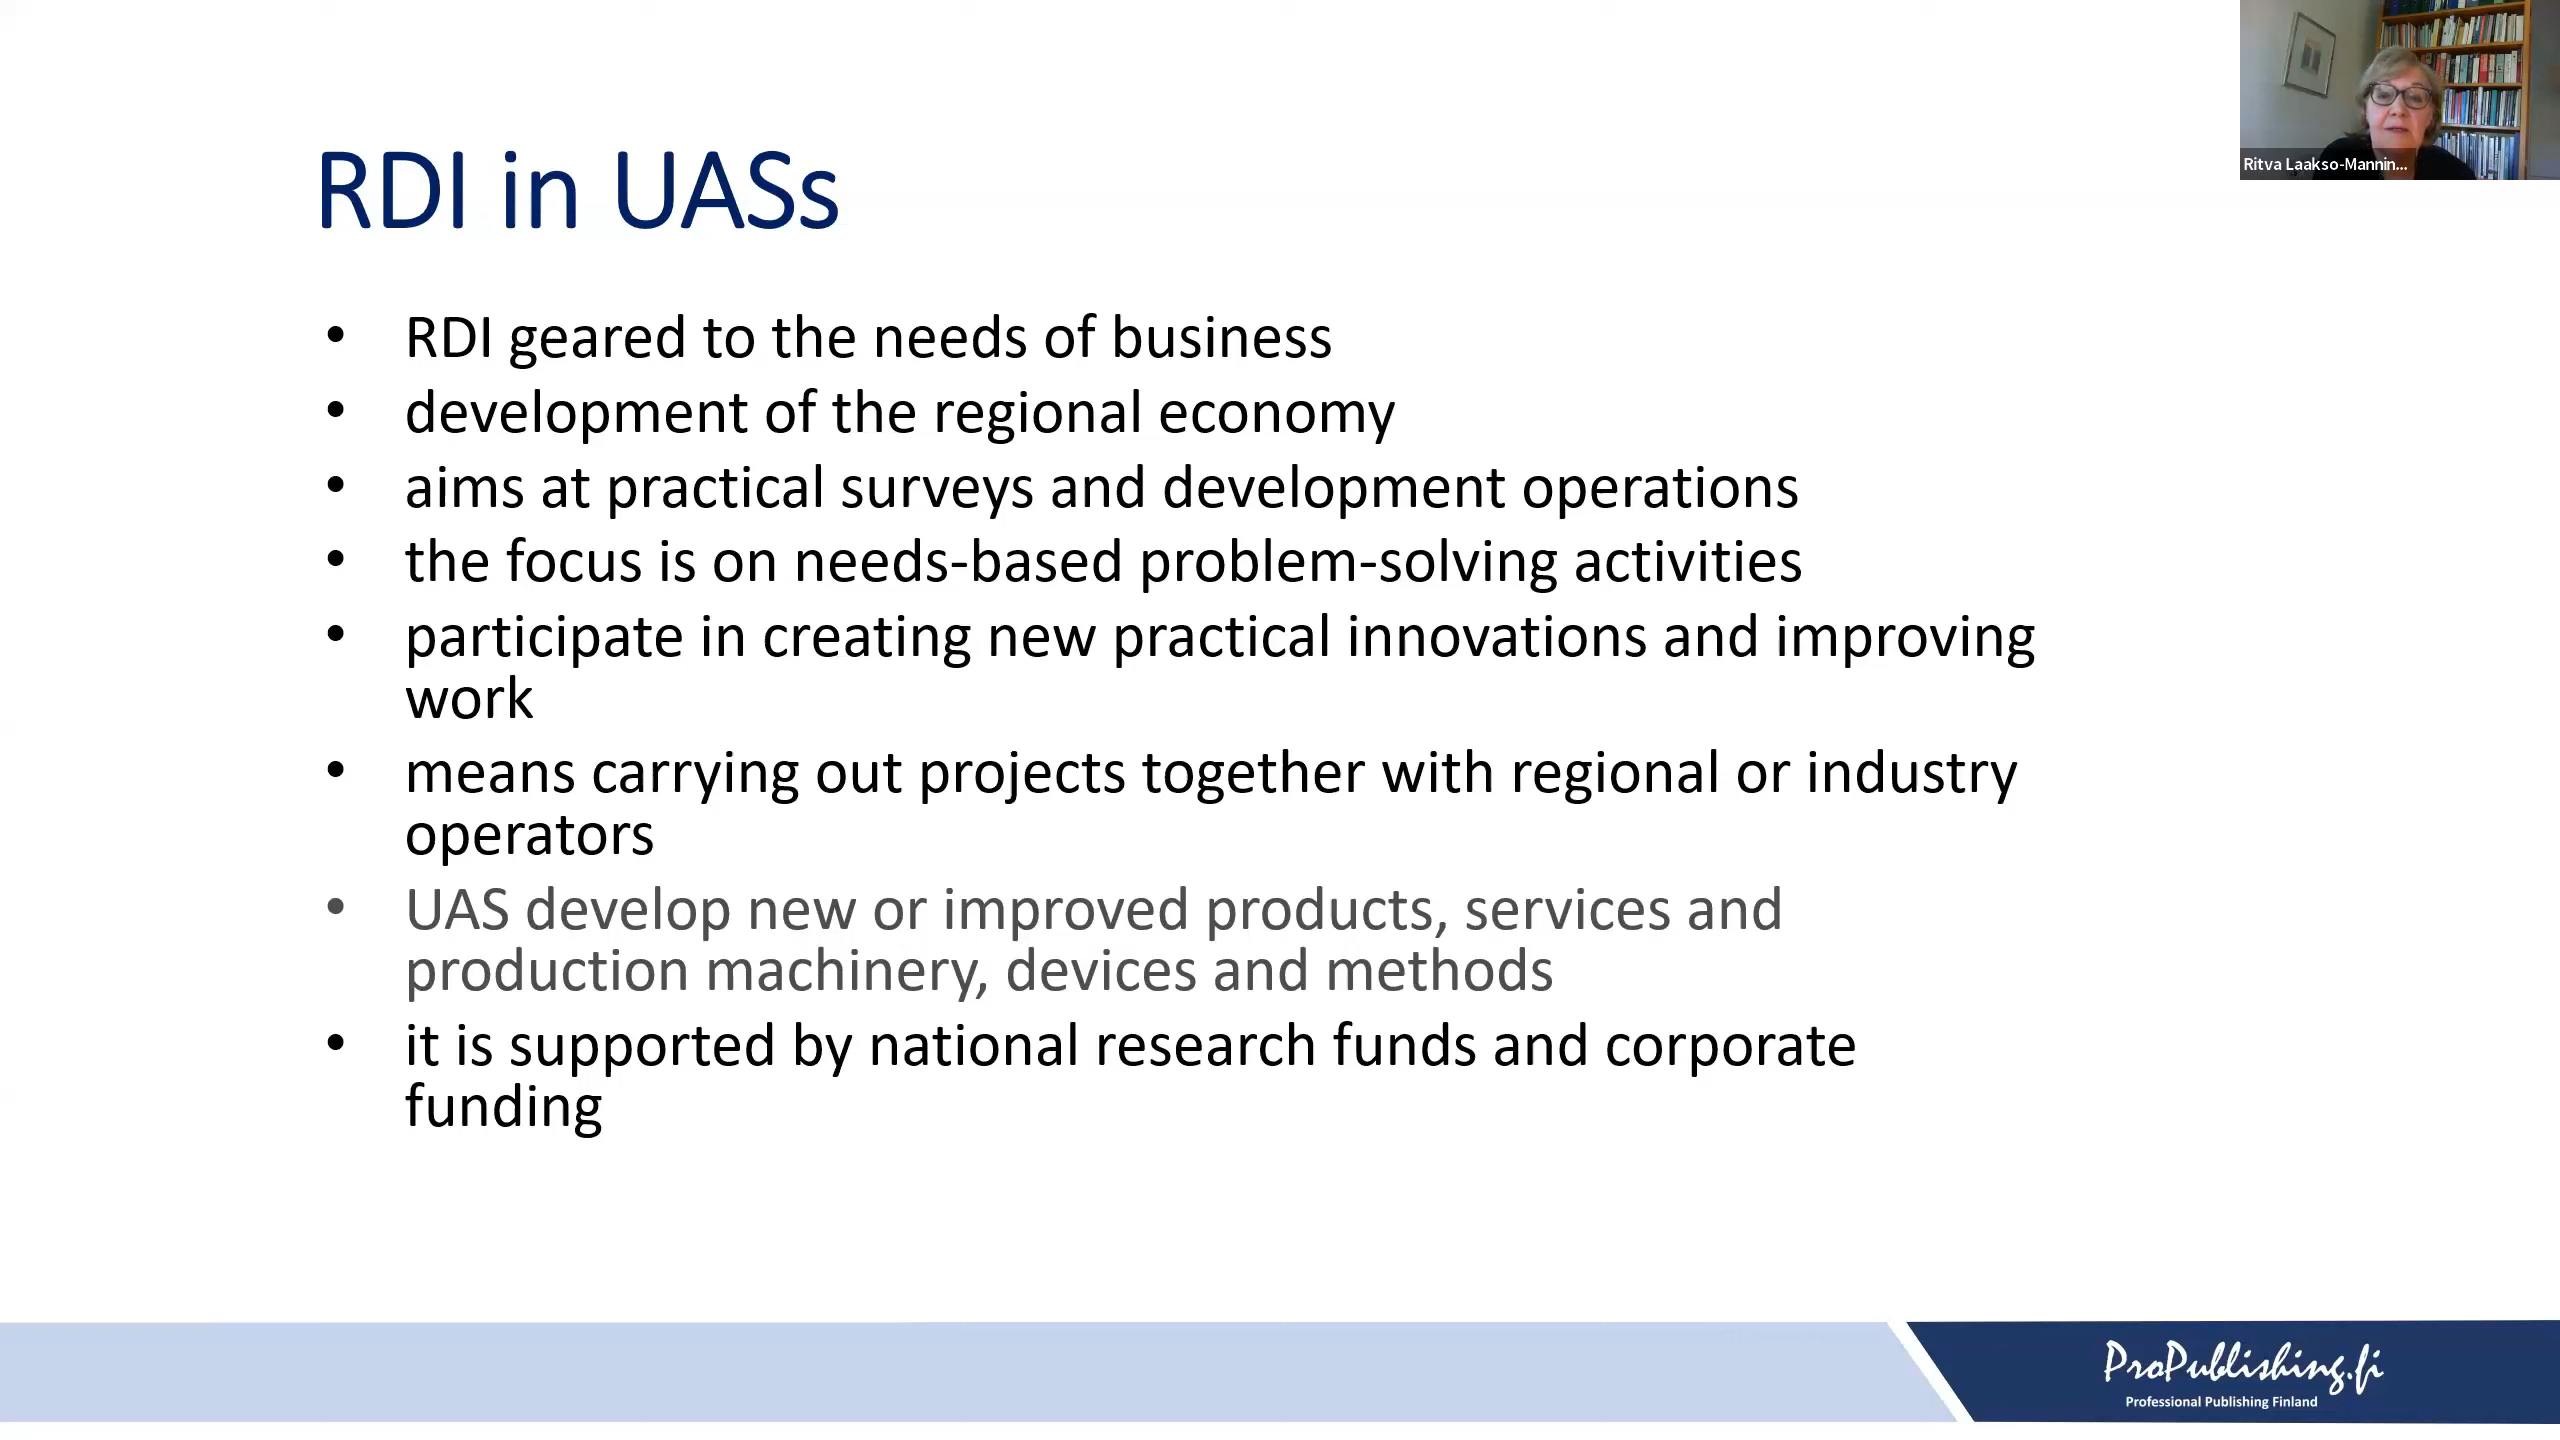 Ritva Laakso-Mannin...
RDI in UASs
• RDI geared to the needs of business
• development of the regional economy
• aims at practical surveys and development operations
• the focus is on needs-based problem-solving activities
• participate in creating new practical innovations and improving
work
• means carrying out projects together with regional or industry
operators
• UAS develop new or improved products, services and
production machinery, devices and methods
• it is supported by national research funds and corporate
funding
ProPublishing.fi
Professional Publishing Finland